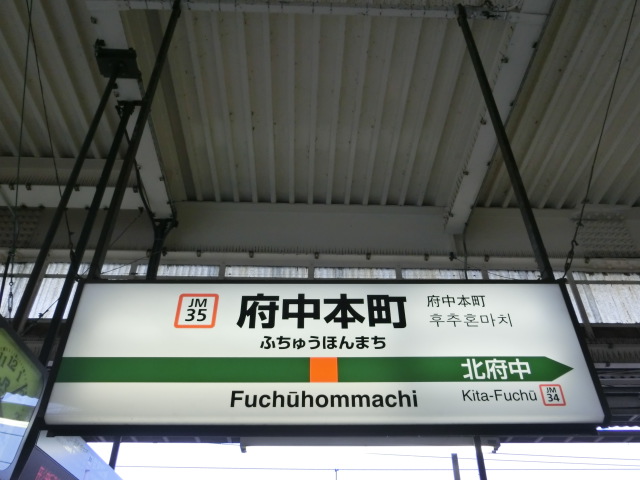 JM
35
府中本町
ふちゅうほんまち
府中本町
후추혼마치
北府中
Fuchūhommachi
Kita-Fuchū
JM
34